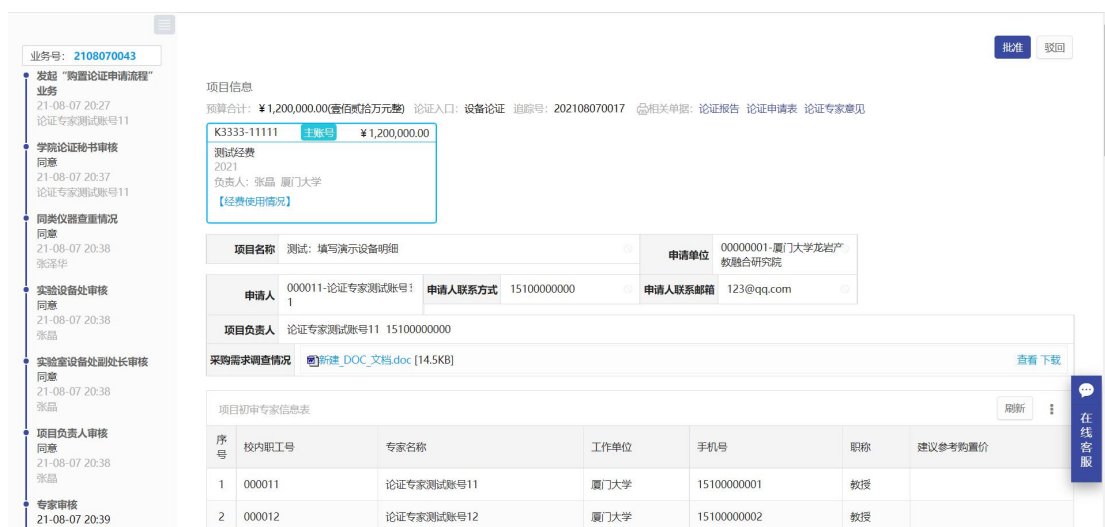 批准 驳回
业务号: 2108070043
发起“购置论证申请流程”
业务
21-08-07 20:27
论证专家测试账号11
学院论证秘书审核
同意
21-08-07 20:37
论证专家测试账号11
同类仪器查重情况
同意
21-08-07 20:38
张泽华
实验设备处审核
同意
21-08-07 20:38
张晶
实验室设备处副处长审核
同意
21-08-07 20:38
张晶
项目负责人审核
同意
21-08-07 20:38
张晶
专家审核
21-08-07 20:39
项目信息
预算合计: ¥1,200,000.00(壹佰贰拾万元整) 论证入口: 设备论证 追踪号: 202108070017 相关单据: 论证报告 论证申请表 论证专家意见
K3333-11111 主账号 ¥1,200,000.00
测试经费
2021
负责人: 张晶 厦门大学
【经费使用情况】
项目名称 测试: 填写演示设备明细 申请单位 00000001-厦门大学龙岩产
教融合研究院
申请人 000011-论证专家测试账号1
1
申请人联系方式 15100000000 申请人联系邮箱 123@qq.com
项目负责人 论证专家测试账号11 15100000000
采购需求调查情况 新建_DOC_文档.doc [14.5KB] 查看 下载
项目初审专家信息表 刷新
序号 校内职工号 专家名称 工作单位 手机号 职称 建议参考购置价
1 000011 论证专家测试账号11 厦门大学 15100000001 教授
2 000012 论证专家测试账号12 厦门大学 15100000002 教授
在线客服